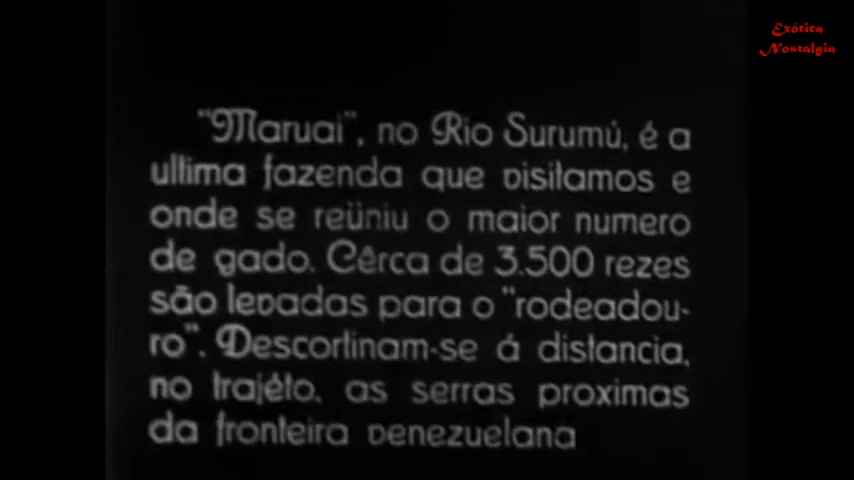 Exótica
Nostalgia
"Maruai", no Rio Surumú, é a
ultima fazenda que visitamos e
onde se reüniu o maior numero
de gado. Cêrca de 3.500 rezes
são levadas para o "rodeadou-
ro". Descortinam-se á distancia,
no trajéto, as serras proximas
da fronteira venezuelana